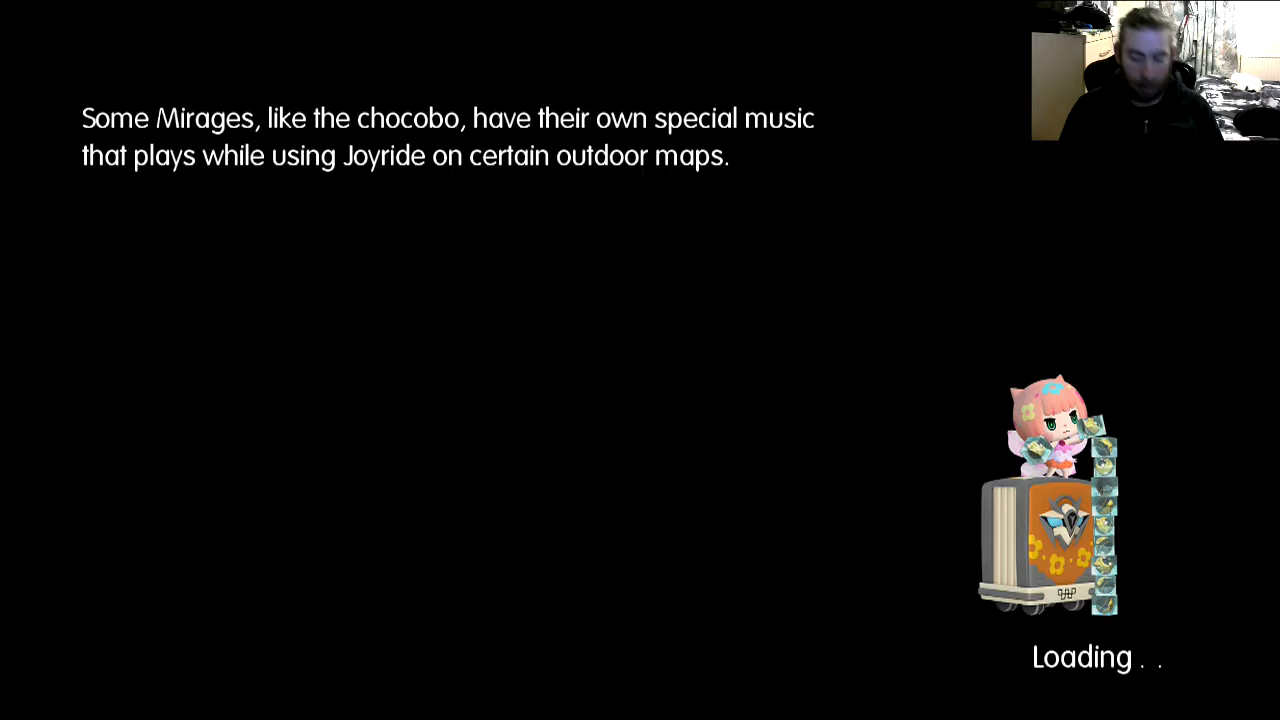 Some Mirages, like the chocobo, have their own special music
that plays while using Joyride on certain outdoor maps.
Loading . .